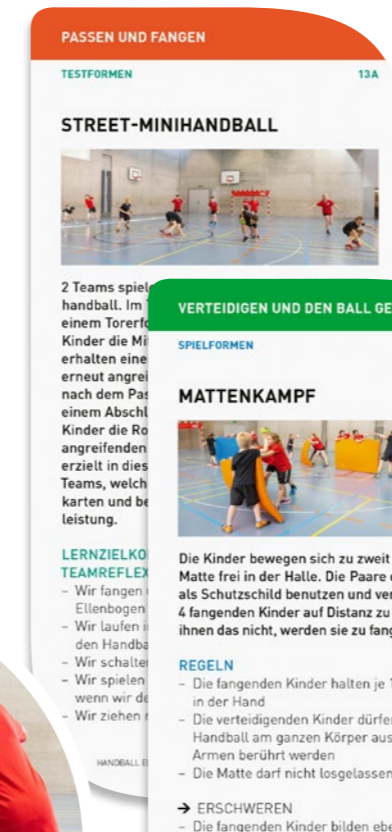 PASSEN UND FANGEN
TESTFORMEN 13A
STREET-MINIHANDBALL
2 Teams spiel
handball. Im
einem Torerfo
Kinder die Mi
erhalten eine
erneut angrei
nach dem Pas
einem Abschl
Kinder die Ro
angreifenden
erzielt in dies
Teams, welch
karten und be
leistung.
LERNZIELKO
TEAMREFLEX
– Wir fangen
Ellenbogen
– Wir laufen i
den Handba
– Wir schalte
– Wir spielen
wenn wir de
– Wir ziehen
HANDBALL E
VERTEIDIGEN UND DEN BALL GE
SPIELFORMEN
MATTENKAMPF
Die Kinder bewegen sich zu zweit
Matte frei in der Halle. Die Paare
als Schutzschild benutzen und ver
4 fangenden Kinder auf Distanz zu
ihnen das nicht, werden sie zu fang
REGELN
– Die fangenden Kinder halten je 1
in der Hand
– Die verteidigenden Kinder dürfen
Handball am ganzen Körper aus
Armen berührt werden
– Die Matte darf nicht losgelassen
→ ERSCHWEREN
– Die fangenden Kinder bilden ebe